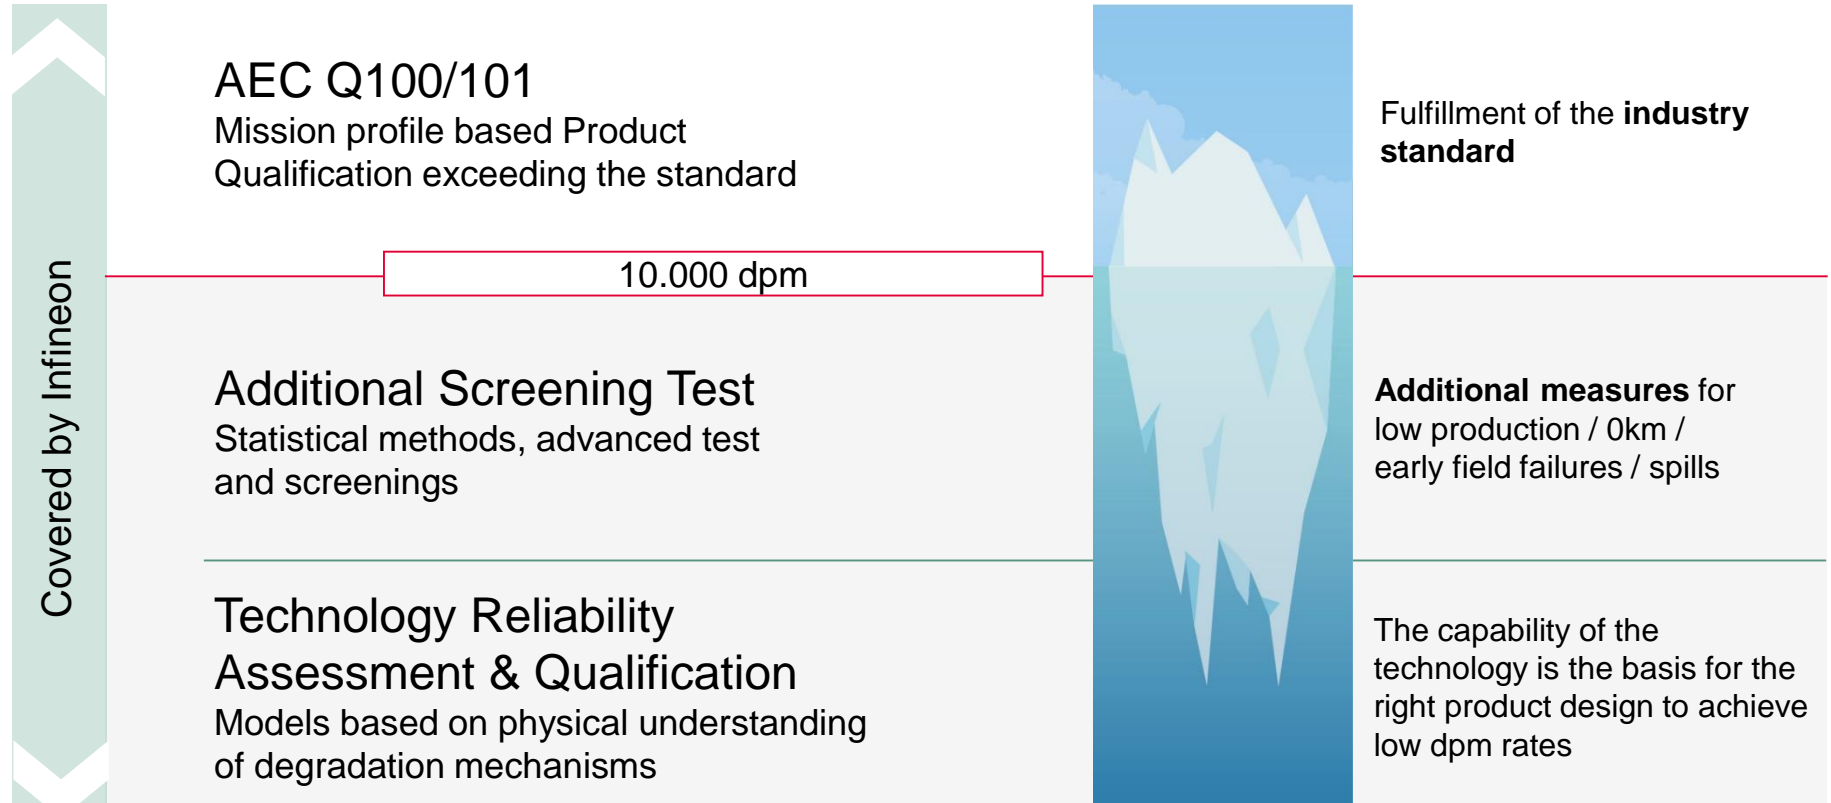 Covered by Infineon
AEC Q100/101
Mission profile based Product
Qualification exceeding the standard
Fulfillment of the industry
standard
10.000 dpm
Additional Screening Test
Statistical methods, advanced test
and screenings
Additional measures for
low production / 0km /
early field failures / spills
Technology Reliability
Assessment & Qualification
Models based on physical understanding
of degradation mechanisms
The capability of the
technology is the basis for the
right product design to achieve
low dpm rates